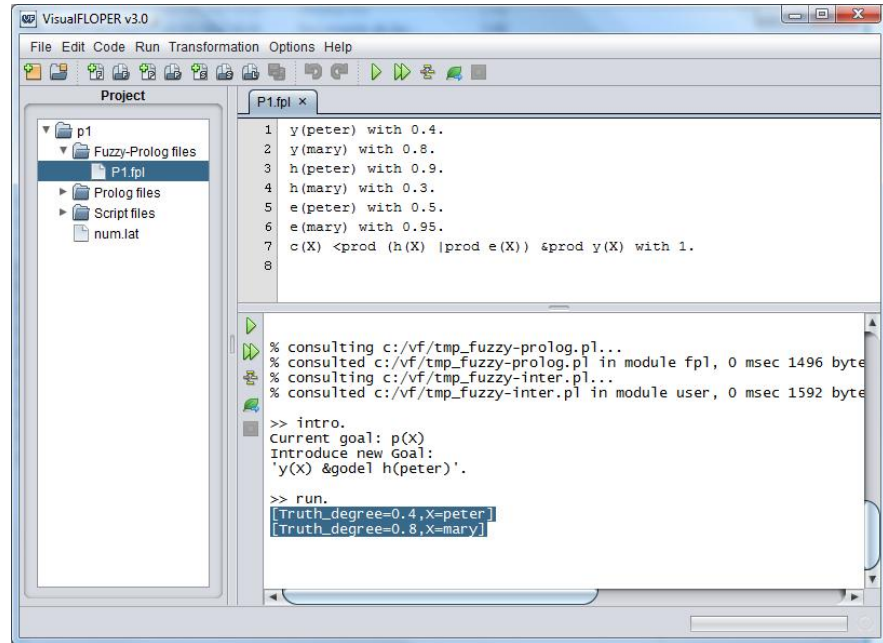 VisualFLOPER v3.0
File Edit Code Run Transformation Options Help
Project
p1
Fuzzy-Prolog files
P1.fpl
Prolog files
Script files
num.lat
P1.fpl ×
1 y(peter) with 0.4.
2 y(mary) with 0.8.
3 h(peter) with 0.9.
4 h(mary) with 0.3.
5 e(peter) with 0.5.
6 e(mary) with 0.95.
7 c(X) <prod (h(X) |prod e(X)) &prod y(X) with 1.
8
% consulting c:/vf/tmp_fuzzy-prolog.pl...
% consulted c:/vf/tmp_fuzzy-prolog.pl in module fpl, 0 msec 1496 byte
% consulting c:/vf/tmp_fuzzy-inter.pl...
% consulted c:/vf/tmp_fuzzy-inter.pl in module user, 0 msec 1592 byte
>> intro.
Current goal: p(X)
Introduce new Goal:
'y(X) &godel h(peter)'.
>> run.
[Truth_degree=0.4,X=peter]
[Truth_degree=0.8,X=mary]